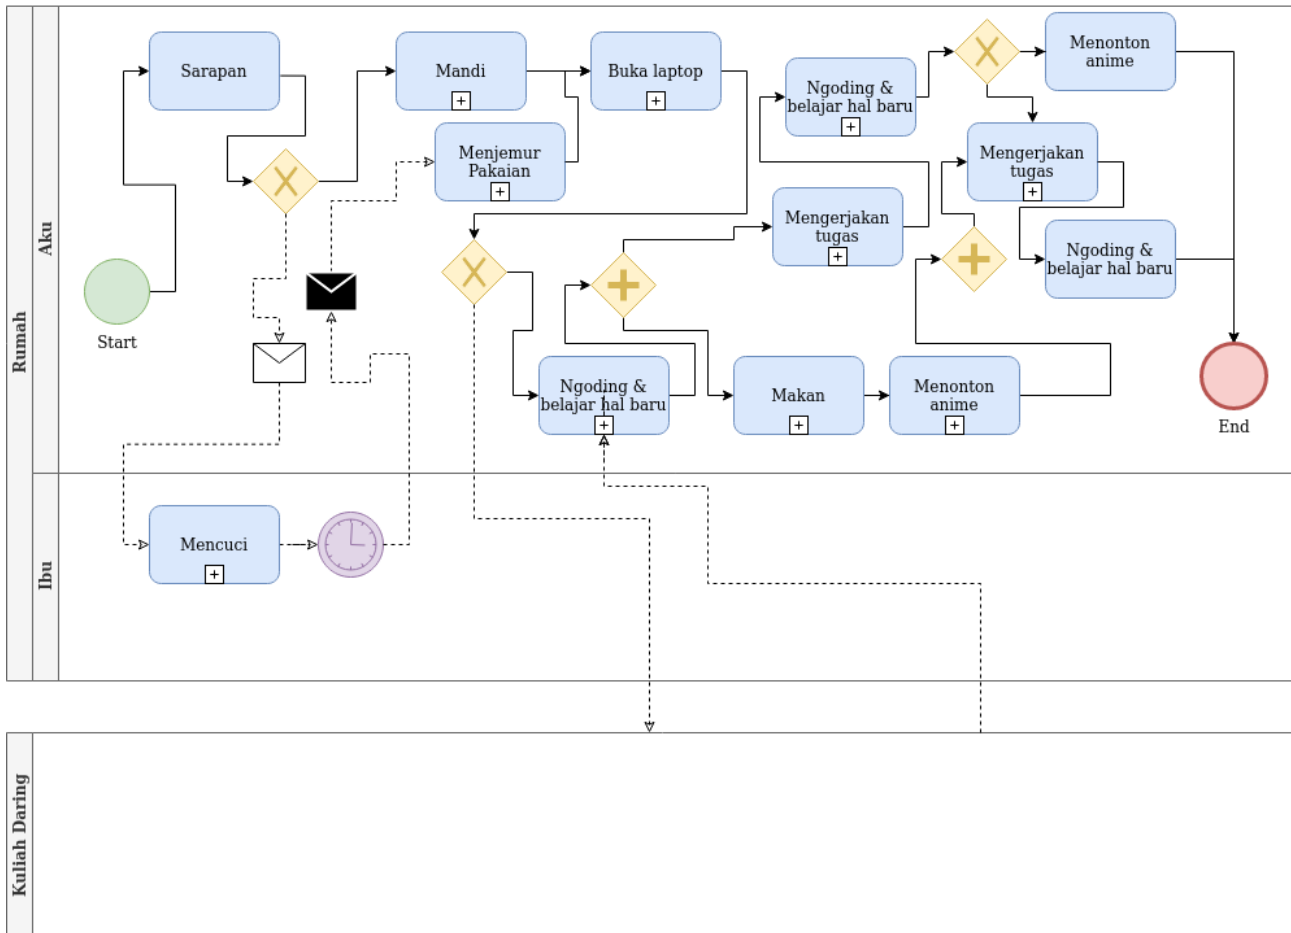 Rumah
Aku
Start
Sarapan
Mandi
Menjemur
Pakaian
Buka laptop
Ngoding &
belajar hal baru
Mengerjakan
tugas
Makan
Menonton
anime
Ngoding &
belajar hal baru
Menonton
anime
Mengerjakan
tugas
Ngoding &
belajar hal baru
End
Ibu
Mencuci
Kuliah Daring